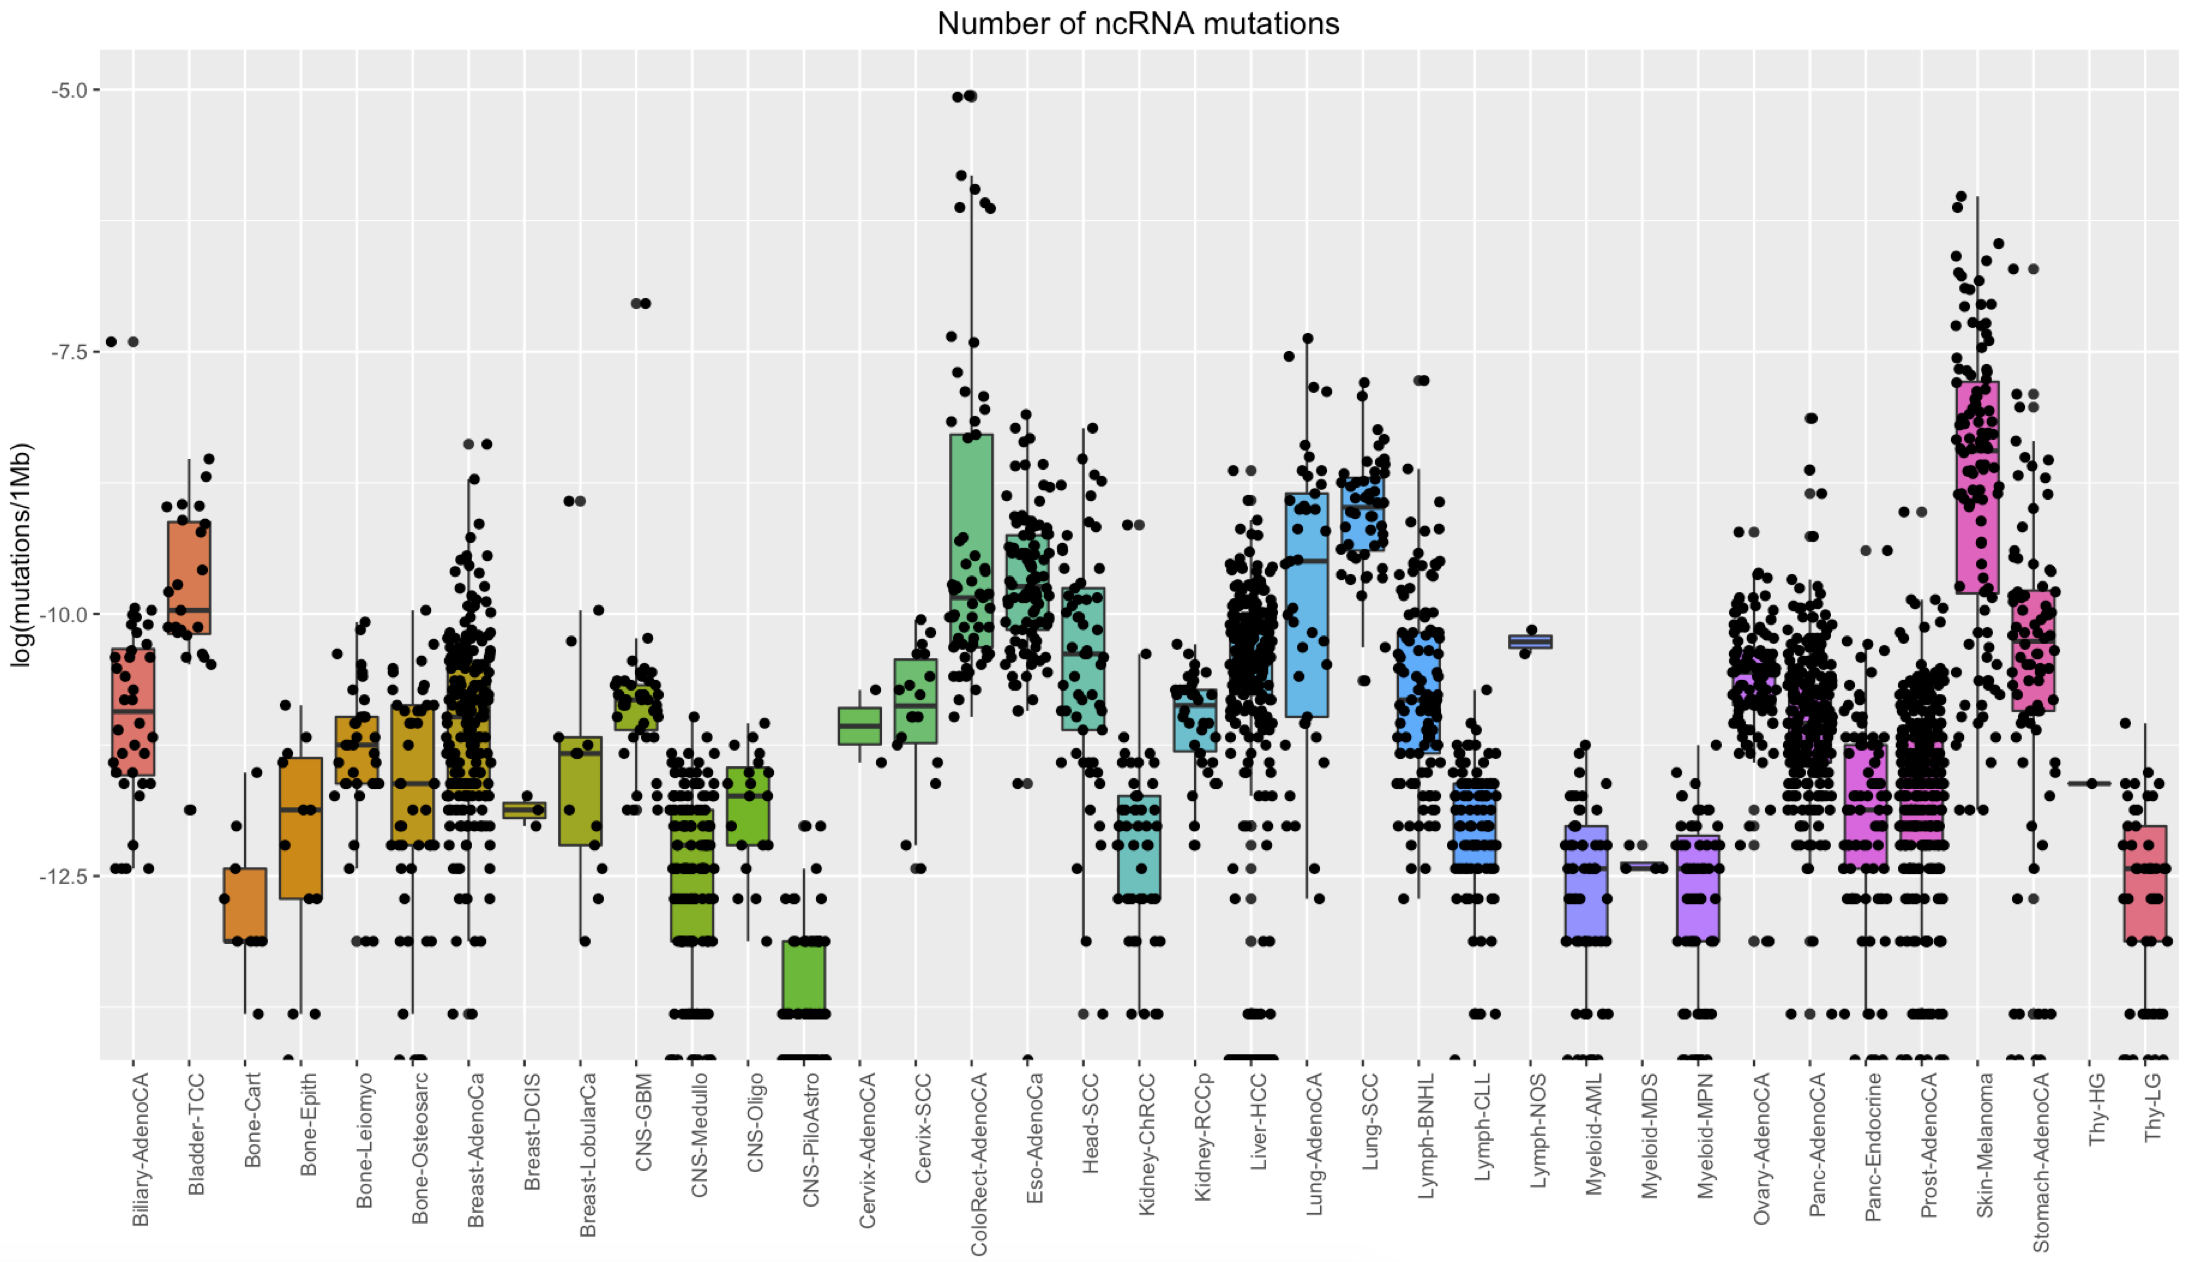 Number of ncRNA mutations
log(mutations/1Mb)
-5.0
-7.5
-10.0
-12.5
Biliary-AdenoCA
Bladder-TCC
Bone-Cart
Bone-Epith
Bone-Leiomyo
Bone-Osteosarc
Breast-AdenoCa
Breast-DCIS
Breast-LobularCa
CNS-GBM
CNS-Medullo
CNS-Oligo
CNS-PiloAstro
Cervix-AdenoCA
Cervix-SCC
ColoRect-AdenoCA
Eso-AdenoCa
Head-SCC
Kidney-ChRCC
Kidney-RCCp
Liver-HCC
Lung-AdenoCA
Lung-SCC
Lymph-BNHL
Lymph-CLL
Lymph-NOS
Myeloid-AML
Myeloid-MDS
Myeloid-MPN
Ovary-AdenoCA
Panc-AdenoCA
Panc-Endocrine
Prost-AdenoCA
Skin-Melanoma
Stomach-AdenoCA
Thy-HG
Thy-LG